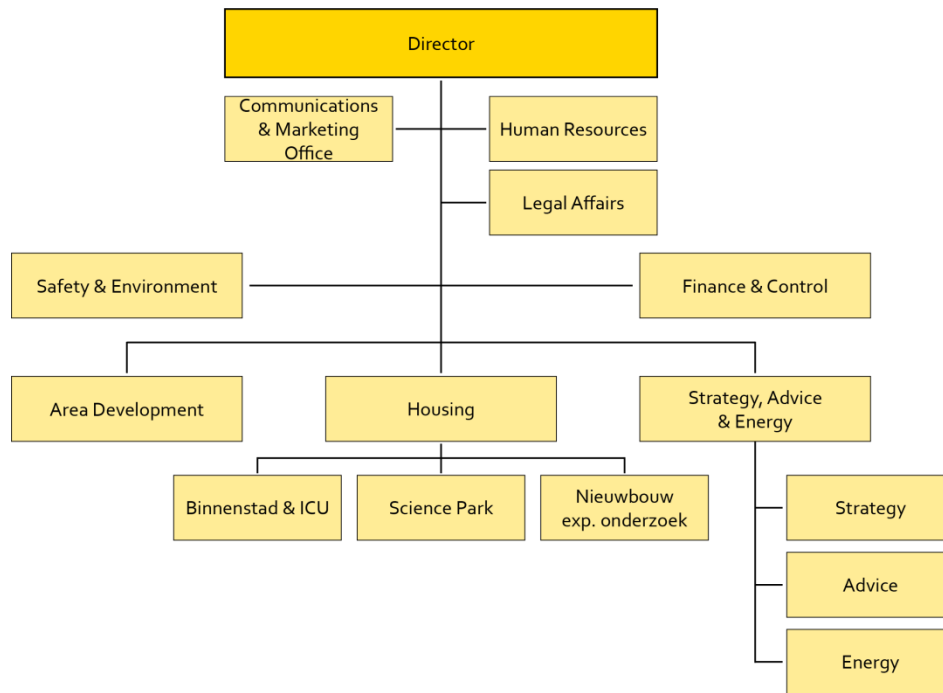 Director
Communications
& Marketing
Office
Human Resources
Legal Affairs
Safety & Environment
Finance & Control
Area Development
Housing
Strategy, Advice
& Energy
Binnenstad & ICU
Science Park
Nieuwbouw
exp. onderzoek
Strategy
Advice
Energy